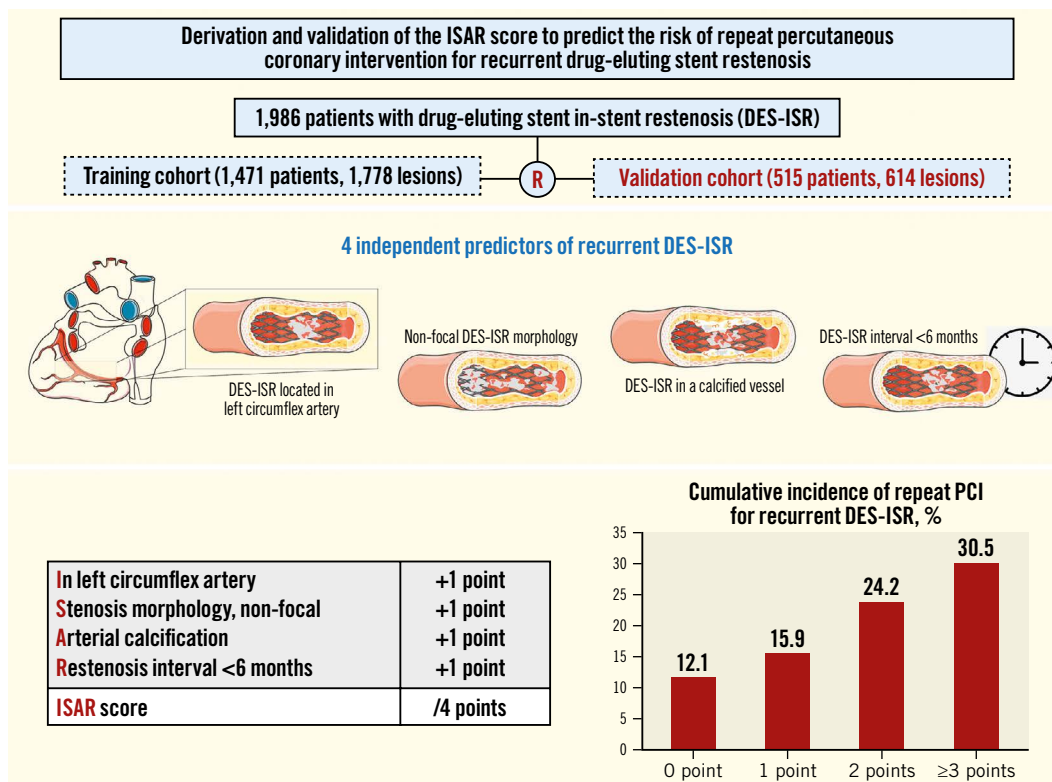 Derivation and validation of the ISAR score to predict the risk of repeat percutaneous
coronary intervention for recurrent drug-eluting stent restenosis
1,986 patients with drug-eluting stent in-stent restenosis (DES-ISR)
Training cohort (1,471 patients, 1,778 lesions)
R
Validation cohort (515 patients, 614 lesions)
4 independent predictors of recurrent DES-ISR
DES-ISR located in
left circumflex artery
Non-focal DES-ISR morphology
DES-ISR in a calcified vessel
DES-ISR interval <6 months
In left circumflex artery +1 point
Stenosis morphology, non-focal +1 point
Arterial calcification +1 point
Restenosis interval <6 months +1 point
ISAR score /4 points
Cumulative incidence of repeat PCI
for recurrent DES-ISR, %
35
30
25
20
15
10
5
0
12.1
15.9
24.2
30.5
0 point
1 point
2 points
≥3 points